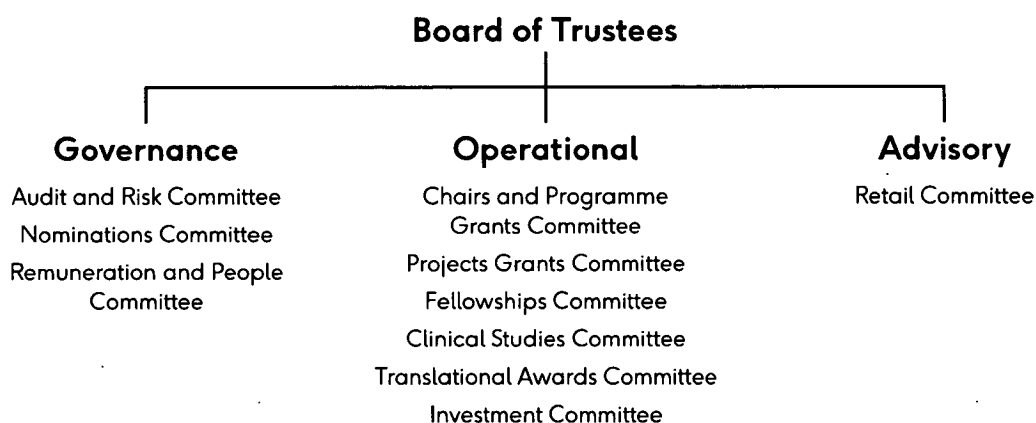 Board of Trustees
Governance
Audit and Risk Committee
Nominations Committee
Remuneration and People
Committee
Operational
Chairs and Programme
Grants Committee
Projects Grants Committee
Fellowships Committee
Clinical Studies Committee
Translational Awards Committee
Investment Committee
Advisory
Retail Committee